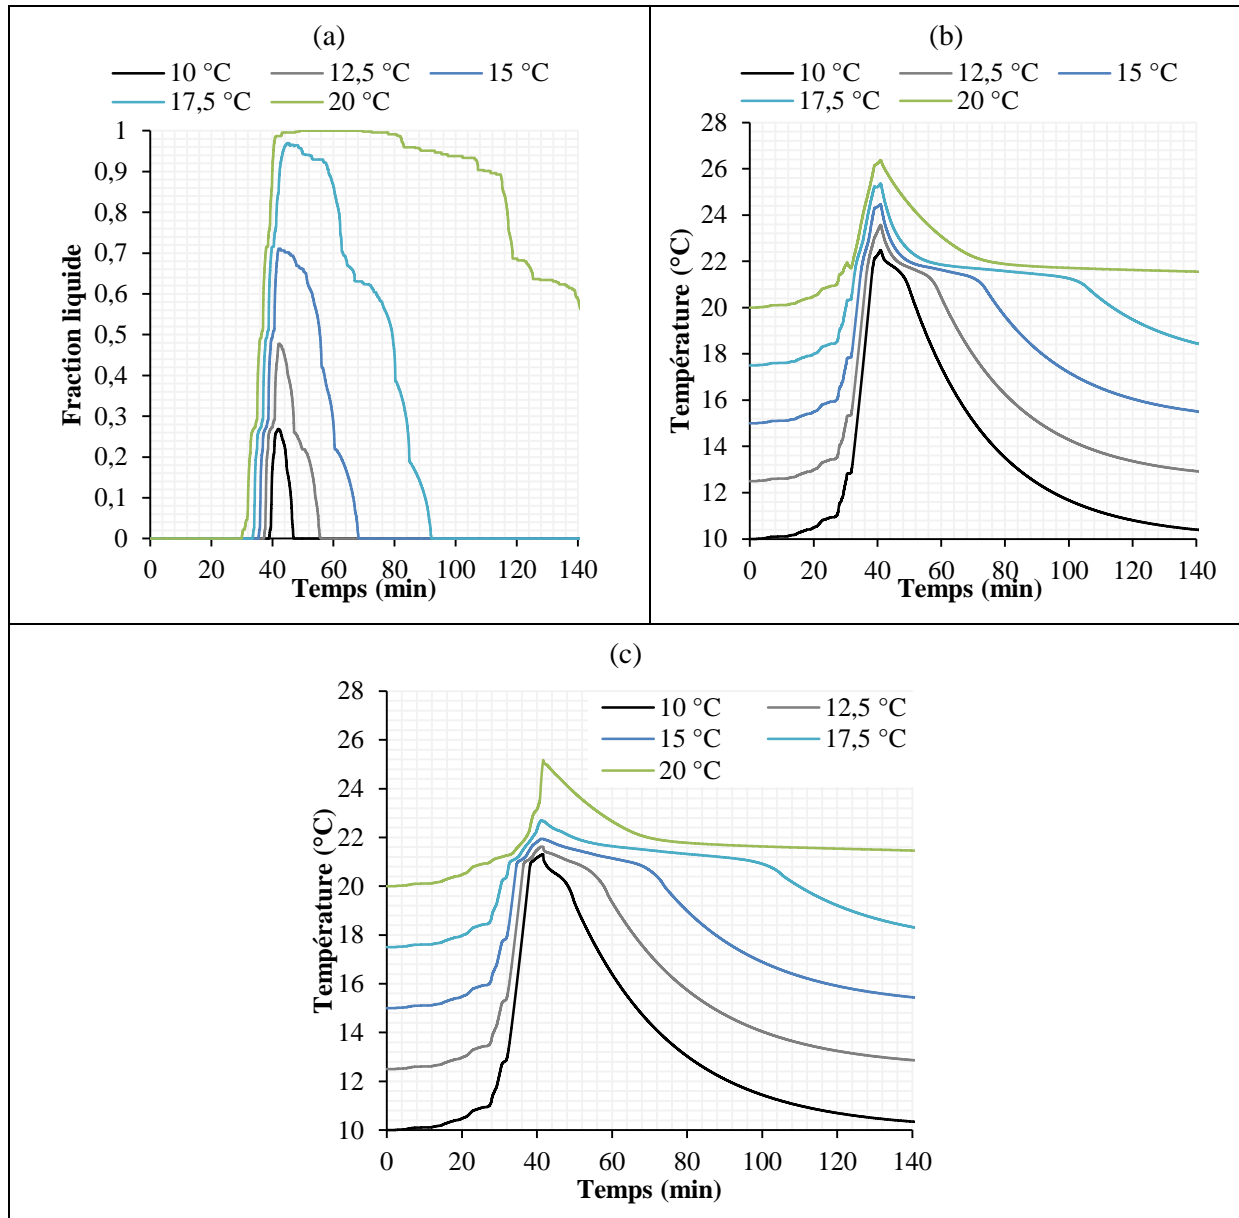 (a)
10 °C 12,5 °C 15 °C
17,5 °C 20 °C
1
0,9
0,8
0,7
0,6
0,5
0,4
0,3
0,2
0,1
0
Fraction liquide
0 20 40 60 80 100 120 140
Temps (min)
(b)
10 °C 12,5 °C 15 °C
17,5 °C 20 °C
28
26
24
22
20
18
16
14
12
10
Température (°C)
0 20 40 60 80 100 120 140
Temps (min)
(c)
10 °C 12,5 °C
15 °C 17,5 °C
20 °C
28
26
24
22
20
18
16
14
12
10
Température (°C)
0 20 40 60 80 100 120 140
Temps (min)